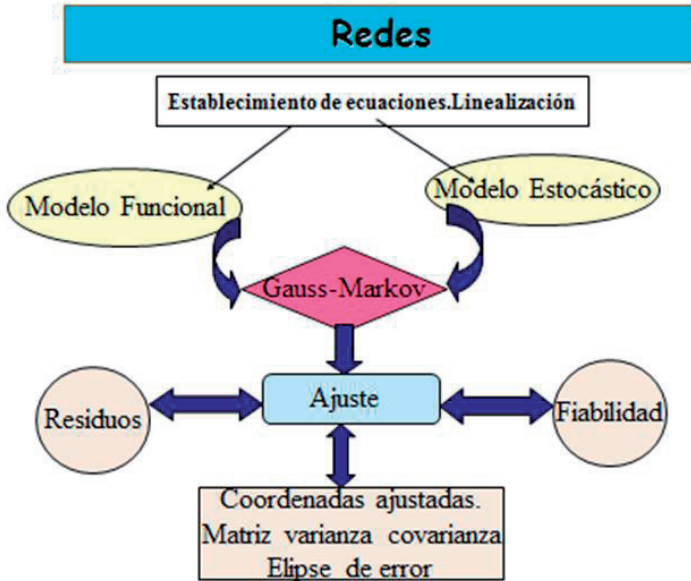 Redes
Establecimiento de ecuaciones.Linealización
Modelo Funcional
Modelo Estocástico
Gauss-Markov
Residuos
Ajuste
Fiabilidad
Coordenadas ajustadas.
Matriz varianza covarianza
Elipse de error